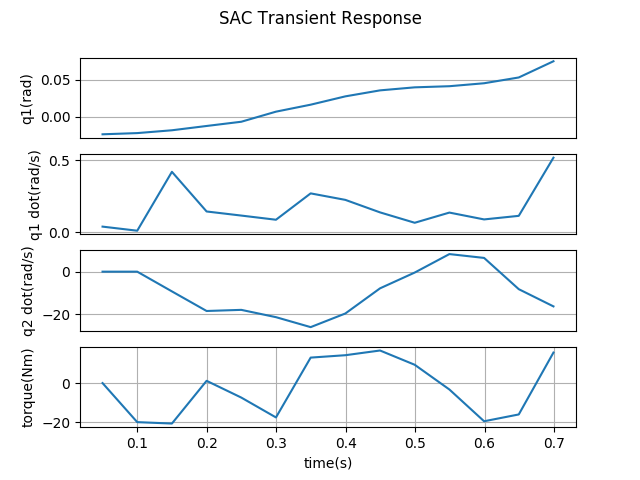 SAC Transient Response
q1(rad)
0.05
0.00
q1 dot(rad/s)
0.5
0.0
q2 dot(rad/s)
0
−20
torque(Nm)
0
−20
0.1 0.2 0.3 0.4 0.5 0.6 0.7
time(s)